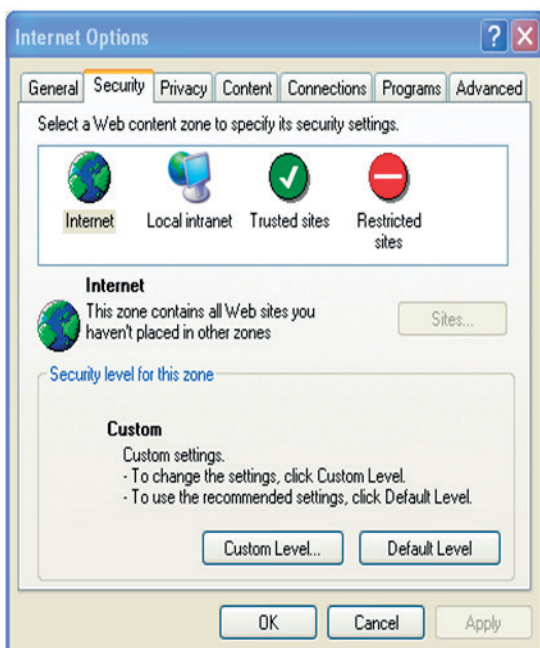 Internet Options
General Security Privacy Content Connections Programs Advanced
Select a Web content zone to specify its security settings.
Internet Local intranet Trusted sites Restricted sites
Internet
This zone contains all Web sites you
haven't placed in other zones
Sites...
Security level for this zone
Custom
Custom settings.
- To change the settings, click Custom Level.
- To use the recommended settings, click Default Level.
Custom Level... Default Level
OK Cancel Apply